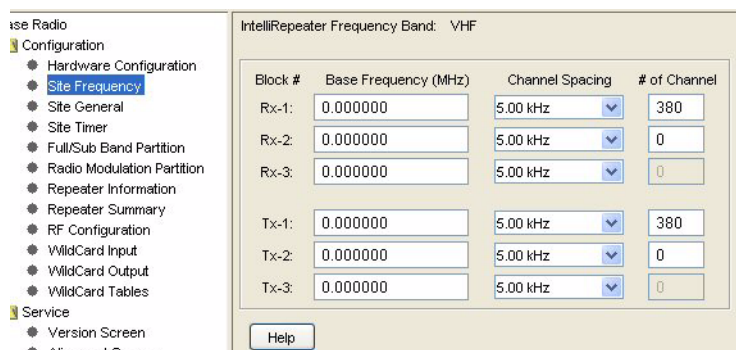 ase Radio
Configuration
Hardware Configuration
Site Frequency
Site General
Site Timer
Full/Sub Band Partition
Radio Modulation Partition
Repeater Information
Repeater Summary
RF Configuration
WildCard Input
WildCard Output
WildCard Tables
Service
Version Screen
IntelliRepeater Frequency Band: VHF
Block # Base Frequency (MHz) Channel Spacing # of Channel
Rx-1: 0.000000 5.00 kHz 380
Rx-2: 0.000000 5.00 kHz 0
Rx-3: 0.000000 5.00 kHz 0
Tx-1: 0.000000 5.00 kHz 380
Tx-2: 0.000000 5.00 kHz 0
Tx-3: 0.000000 5.00 kHz 0
Help